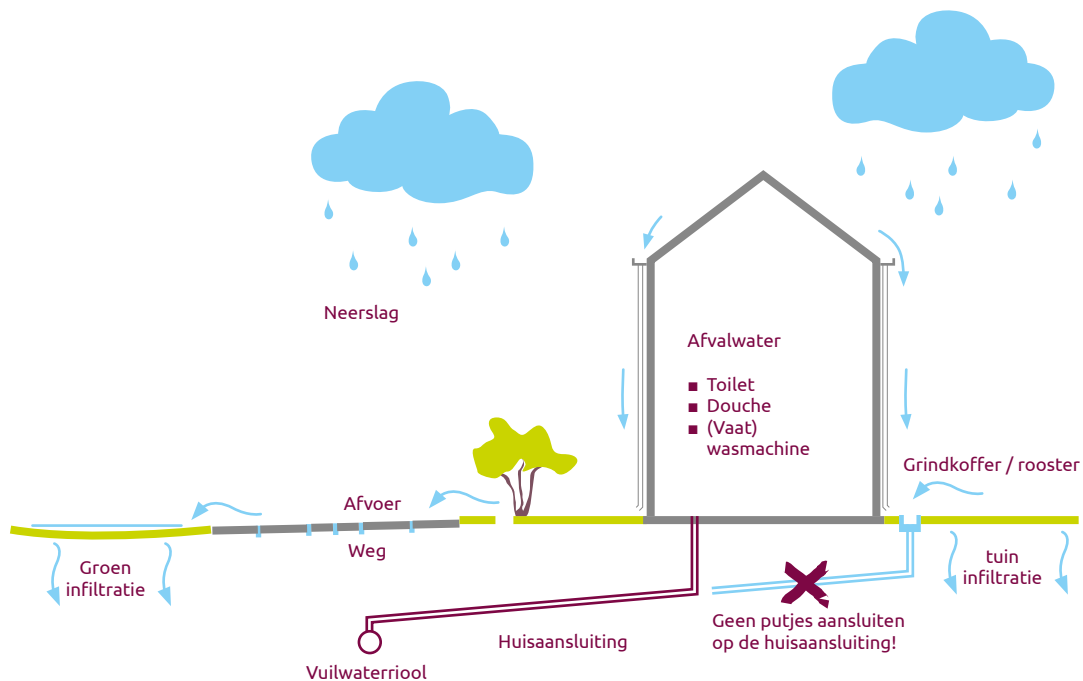 Neerslag
Afvalwater
■ Toilet
■ Douche
■ (Vaat)
wasmachine
Grindkoffer / rooster
Afvoer
Weg
Groen
infiltratie
tuin
infiltratie
Geen putjes aansluiten
op de huisaansluiting!
Huisaansluiting
Vuilwaterriool